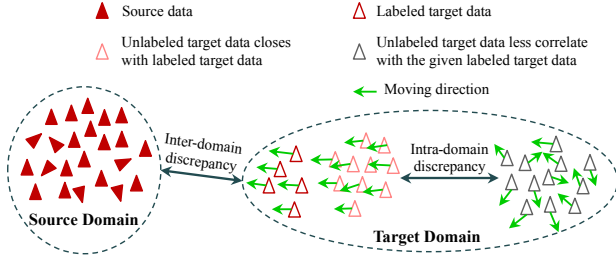 Source data
Labeled target data
Unlabeled target data closes
with labeled target data
Unlabeled target data less correlate
with the given labeled target data
Moving direction
Inter-domain
discrepancy
Intra-domain
discrepancy
Source Domain
Target Domain